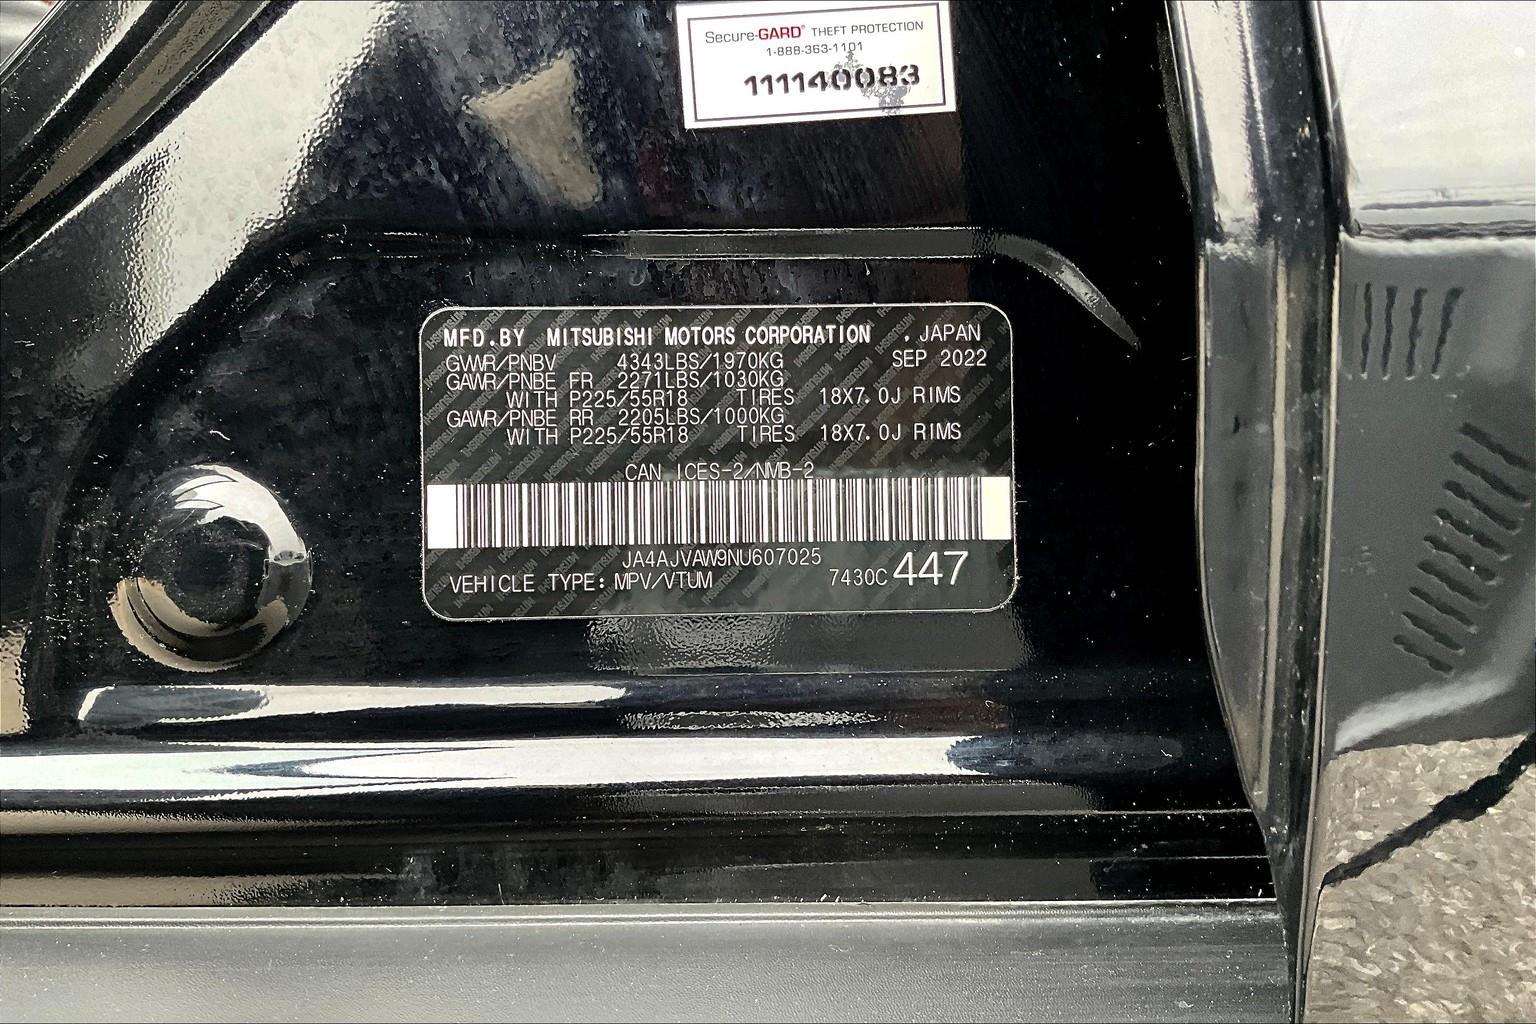 Secure-GARD® THEFT PROTECTION
1-888-363-1101
111140083
MFD.BY MITSUBISHI MOTORS CORPORATION . JAPAN
GVWR/PNBV 4343LBS/1970KG SEP 2022
GAWR/PNBE FR 2271LBS/1030KG
WITH P225/55R18 TIRES 18X7.0J RIMS
GAWR/PNBE RR 2205LBS/1000KG
WITH P225/55R18 TIRES 18X7.0J RIMS
CAN ICES-2/NMB-2
JA4AJVAW9NU607025
VEHICLE TYPE: MPV/VTUM 7430C 447